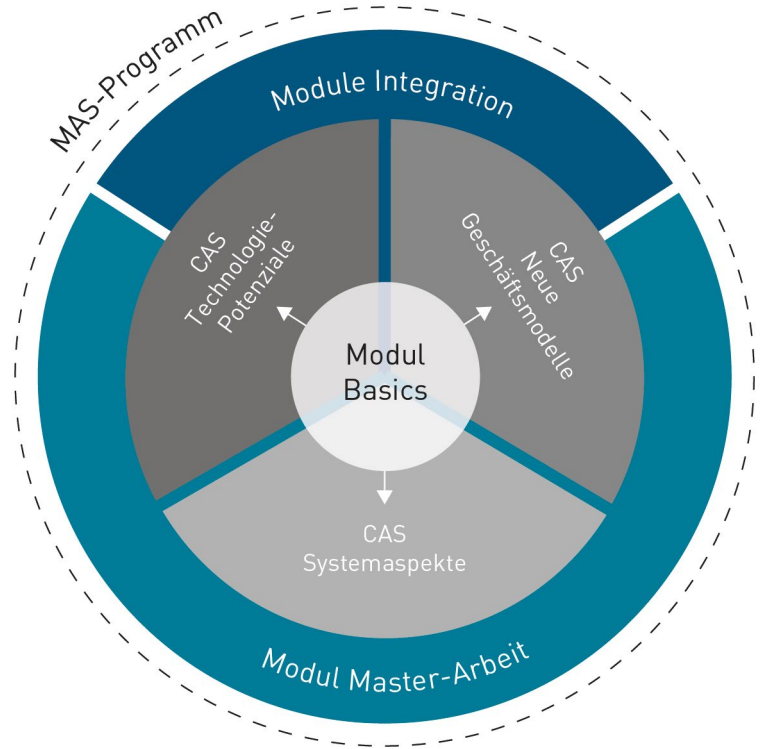 MAS-Programm
Module Integration
CAS
Technologie-
Potenziale
CAS
Neue
Geschäftsmodelle
Modul
Basics
CAS
Systemaspekte
Modul Master-Arbeit